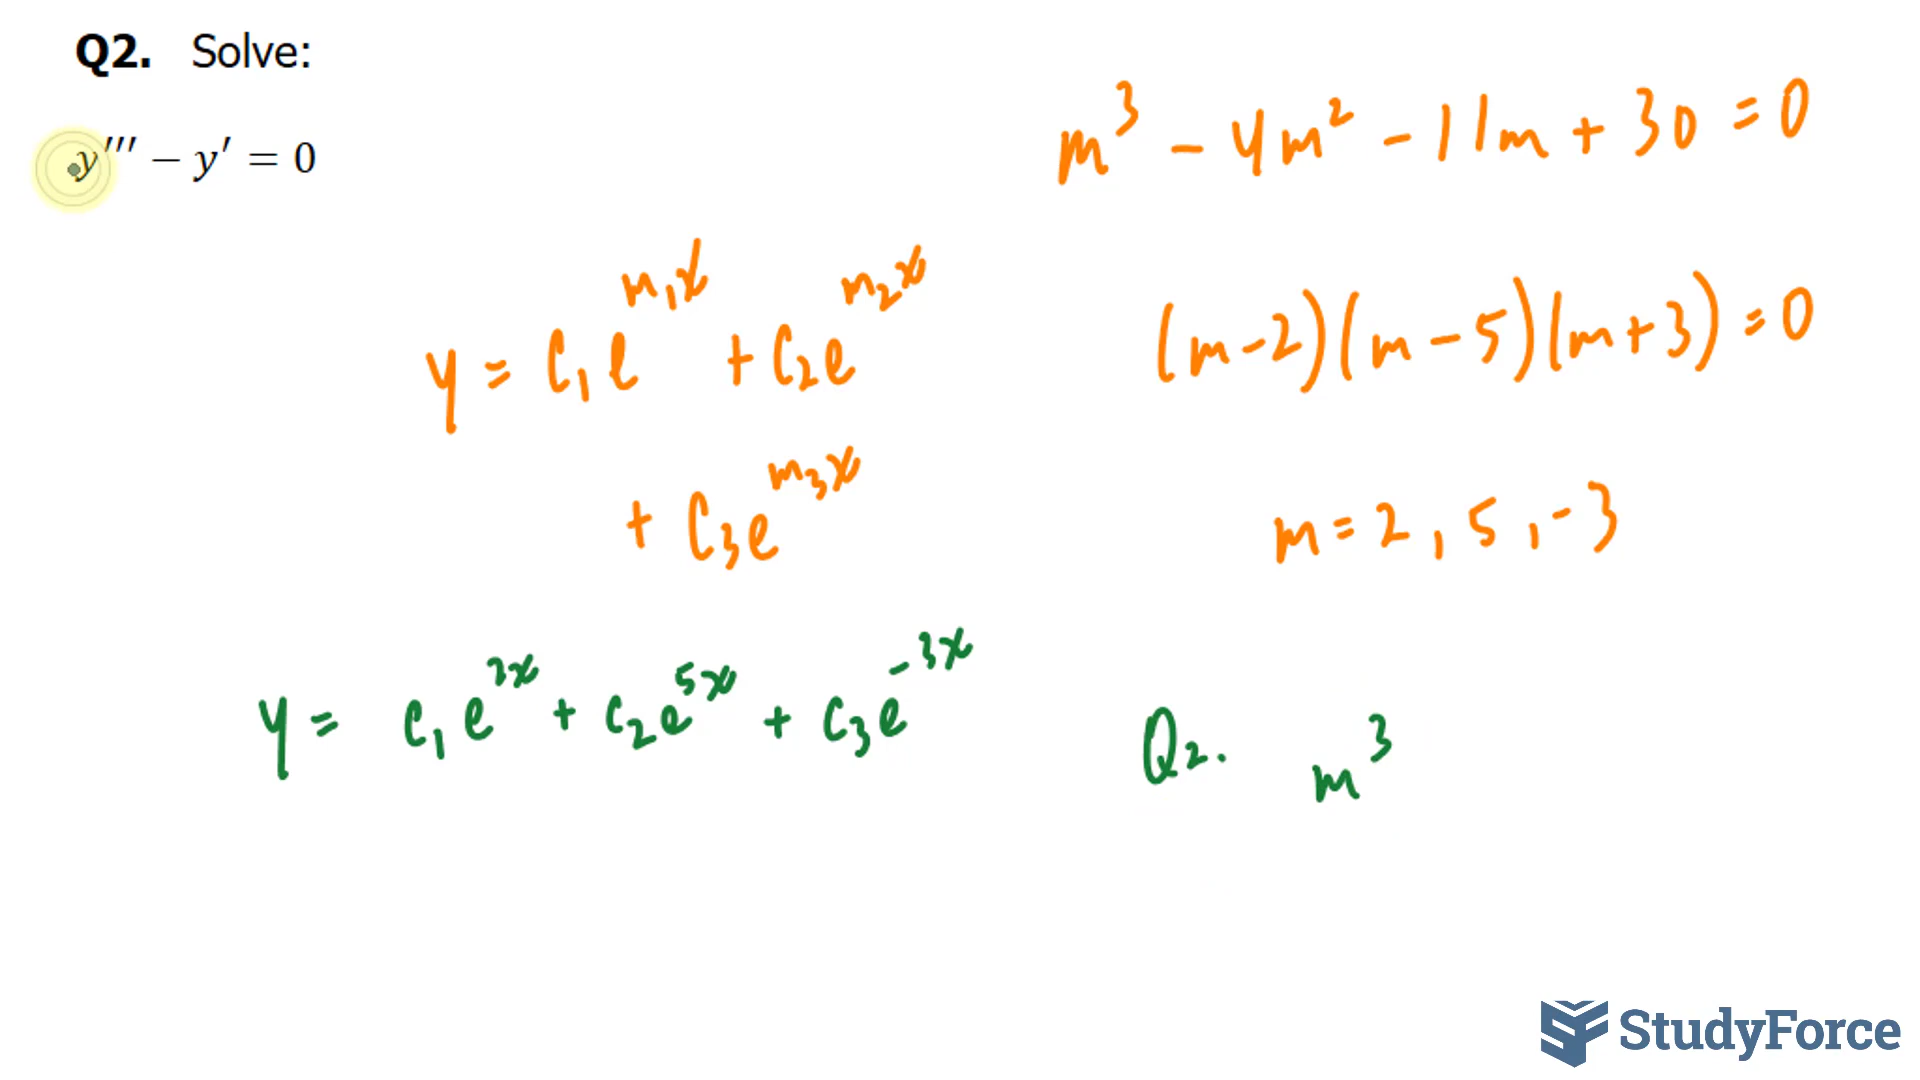 Q2. Solve:
y''' − y' = 0
m³ - 4m² - 11m + 30 = 0
y = C₁e^m₁x + C₂e^m₂x
+ C₃e^m₃x
(m-2)(m-5)(m+3) = 0
m = 2, 5, -3
y = C₁e^2x + C₂e^5x + C₃e^-3x
Q2. m³
StudyForce